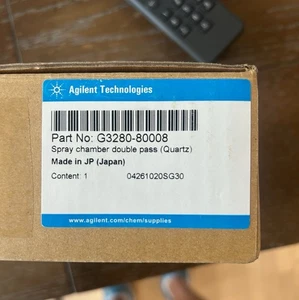 Agilent Technologies
Part No: G3280-80008
Spray chamber double pass (Quartz)
Made in JP (Japan)
Content: 1 04261020SG30
www.agilent.com/chem/supplies